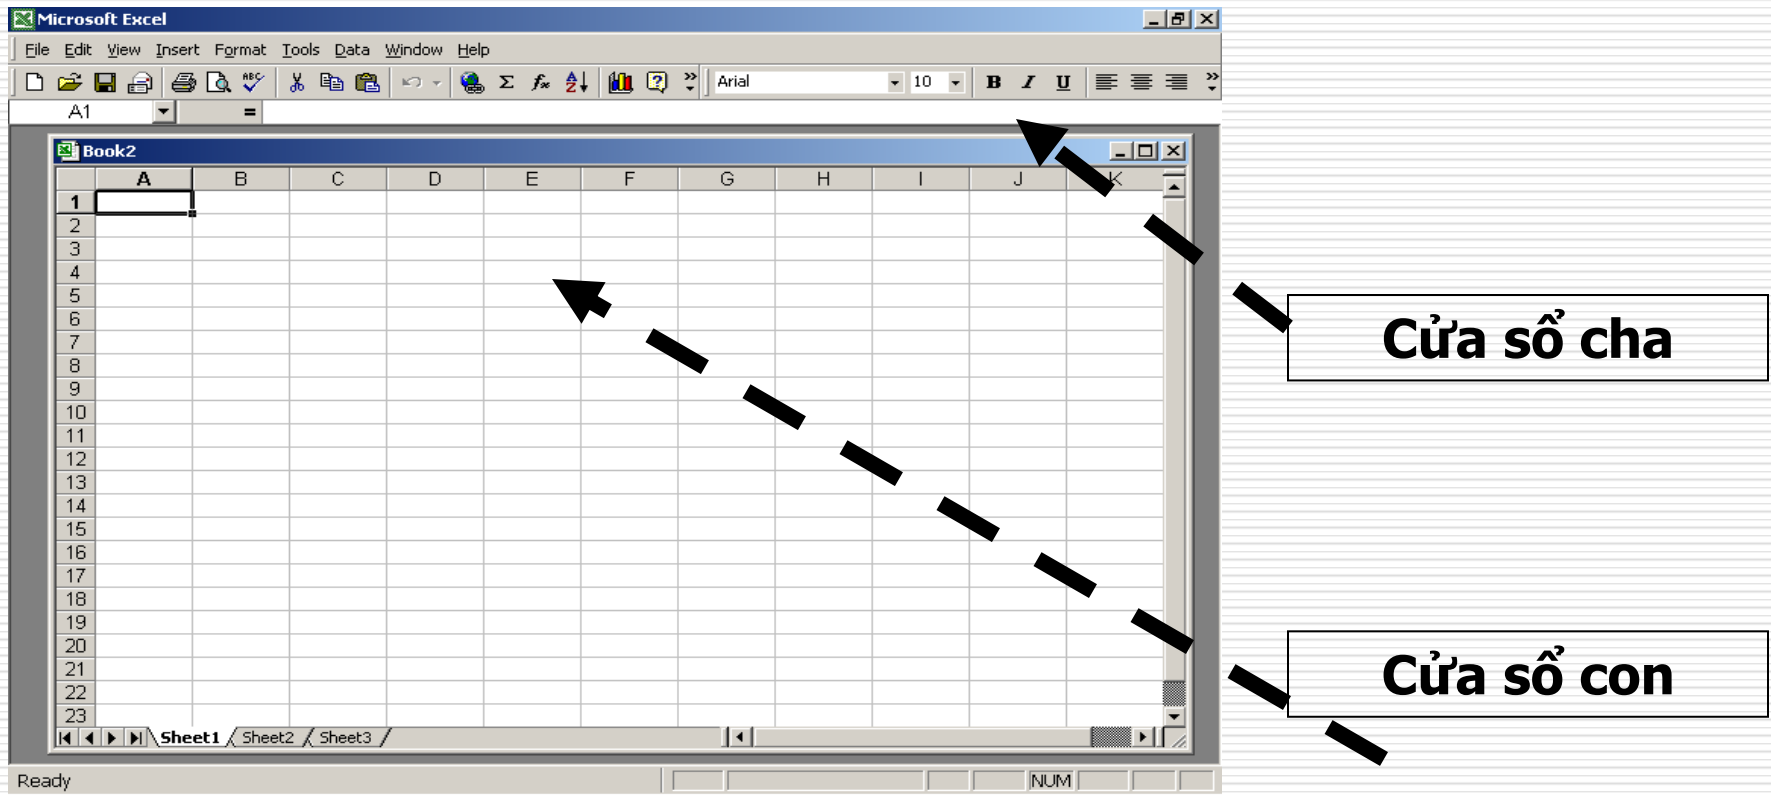 Microsoft Excel
File Edit View Insert Format Tools Data Window Help
Arial 10 B I U
A1 =
Book2
A B C D E F G H I J K
1
2
3
4
5
6
7
8
9
10
11
12
13
14
15
16
17
18
19
20
21
22
23
Sheet1 Sheet2 Sheet3
Ready NUM
Cửa sổ cha
Cửa sổ con